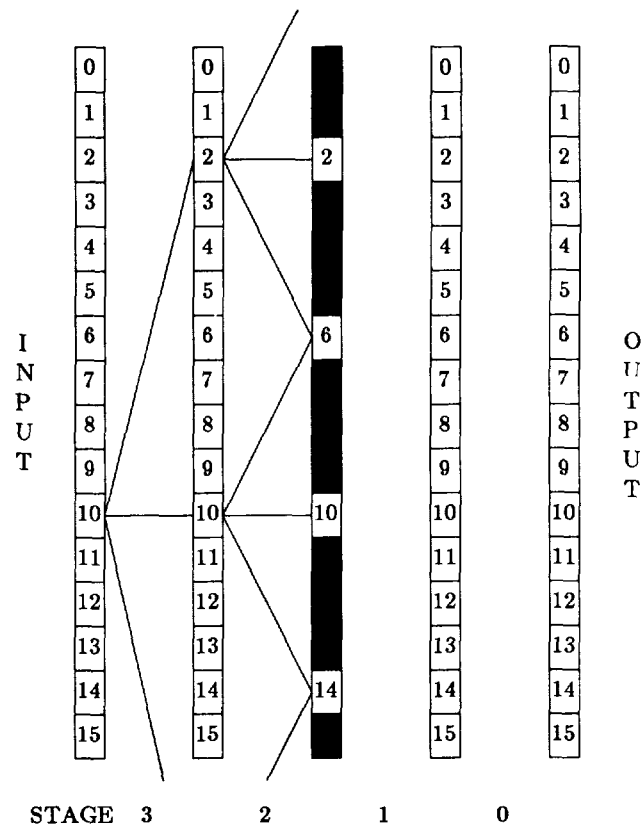 INPUT
0 0 0 0
1 1 1 1
2 2 2 2 2
3 3 3 3
4 4 4 4
5 5 5 5
6 6 6 6 6
7 7 7 7
8 8 8 8
9 9 9 9
10 10 10 10 10
11 11 11 11
12 12 12 12
13 13 13 13
14 14 14 14 14
15 15 15 15
OUTPUT
STAGE 3 2 1 0